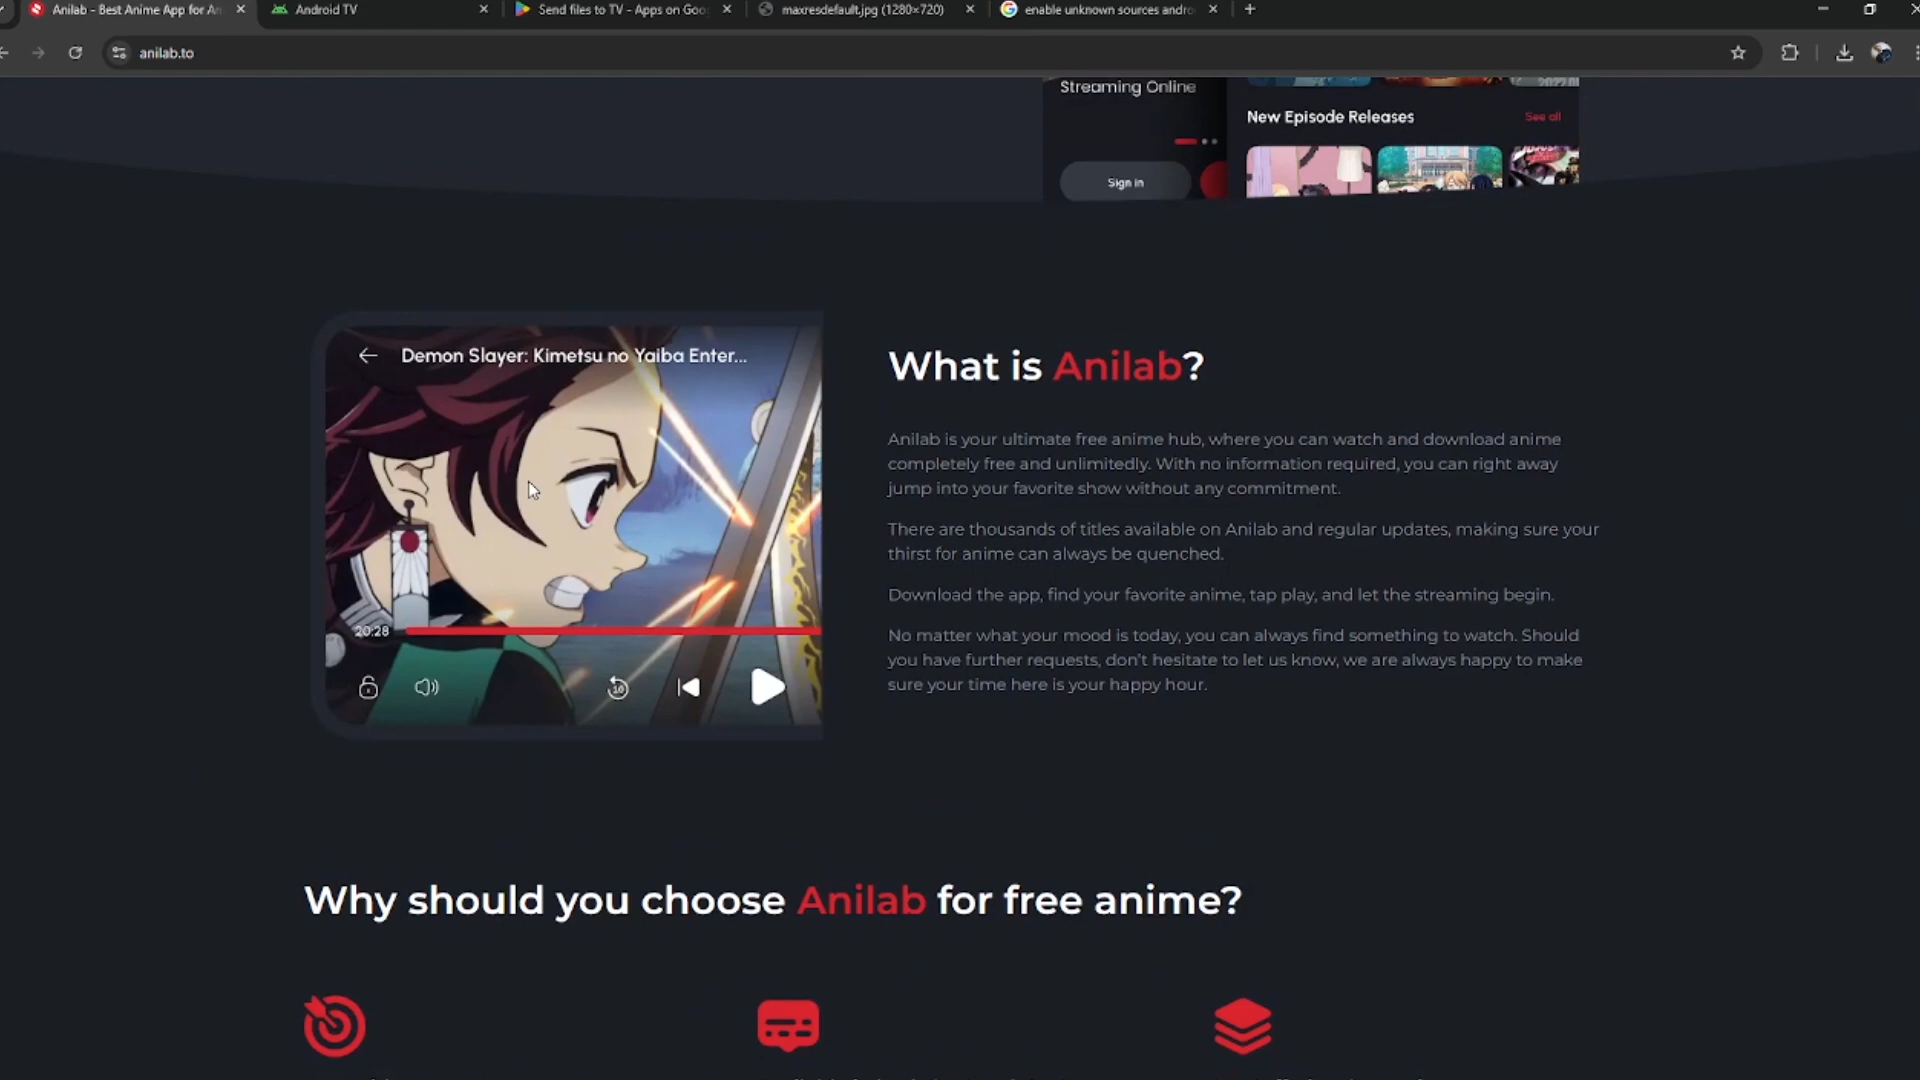 Anilab - Best Anime App for An
Android TV
Send files to TV - Apps on Goo
maxresdefault.jpg (1280×720)
enable unknown sources andro
anilab.to
Streaming Online
Sign in
New Episode Releases
See all
Demon Slayer: Kimetsu no Yaiba Enter...
20:28
10
What is Anilab?
Anilab is your ultimate free anime hub, where you can watch and download anime
completely free and unlimitedly. With no information required, you can right away
jump into your favorite show without any commitment.
There are thousands of titles available on Anilab and regular updates, making sure your
thirst for anime can always be quenched.
Download the app, find your favorite anime, tap play, and let the streaming begin.
No matter what your mood is today, you can always find something to watch. Should
you have further requests, don't hesitate to let us know, we are always happy to make
sure your time here is your happy hour.
Why should you choose Anilab for free anime?